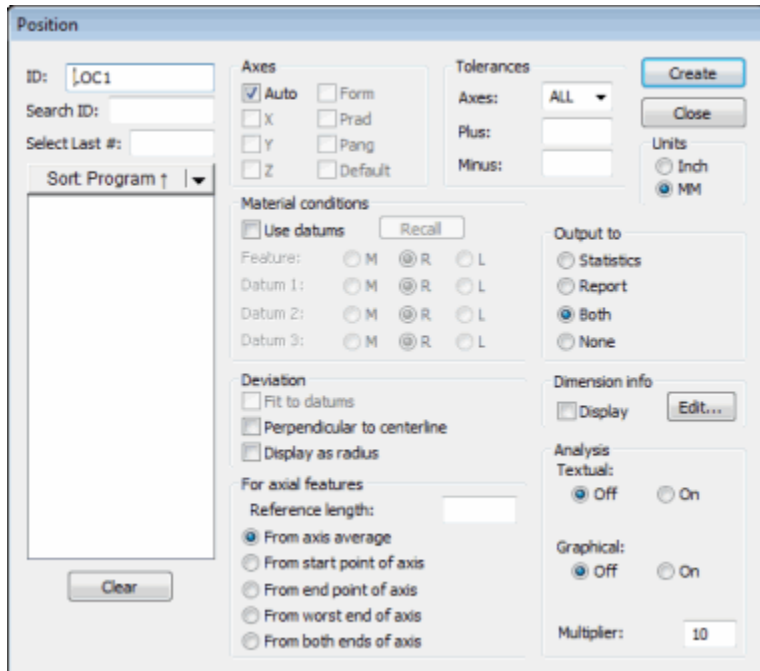 Position
ID: LOC1
Search ID:
Select Last #:
Sort: Program ↑
Clear
Axes
Auto Form
X Prad
Y Pang
Z Default
Tolerances
Axes: ALL
Plus:
Minus:
Create
Close
Units
Inch
MM
Material conditions
Use datums Recall
Feature: M R L
Datum 1: M R L
Datum 2: M R L
Datum 3: M R L
Output to
Statistics
Report
Both
None
Deviation
Fit to datums
Perpendicular to centerline
Display as radius
Dimension info
Display Edit...
For axial features
Reference length:
From axis average
From start point of axis
From end point of axis
From worst end of axis
From both ends of axis
Analysis
Textual:
Off On
Graphical:
Off On
Multiplier: 10